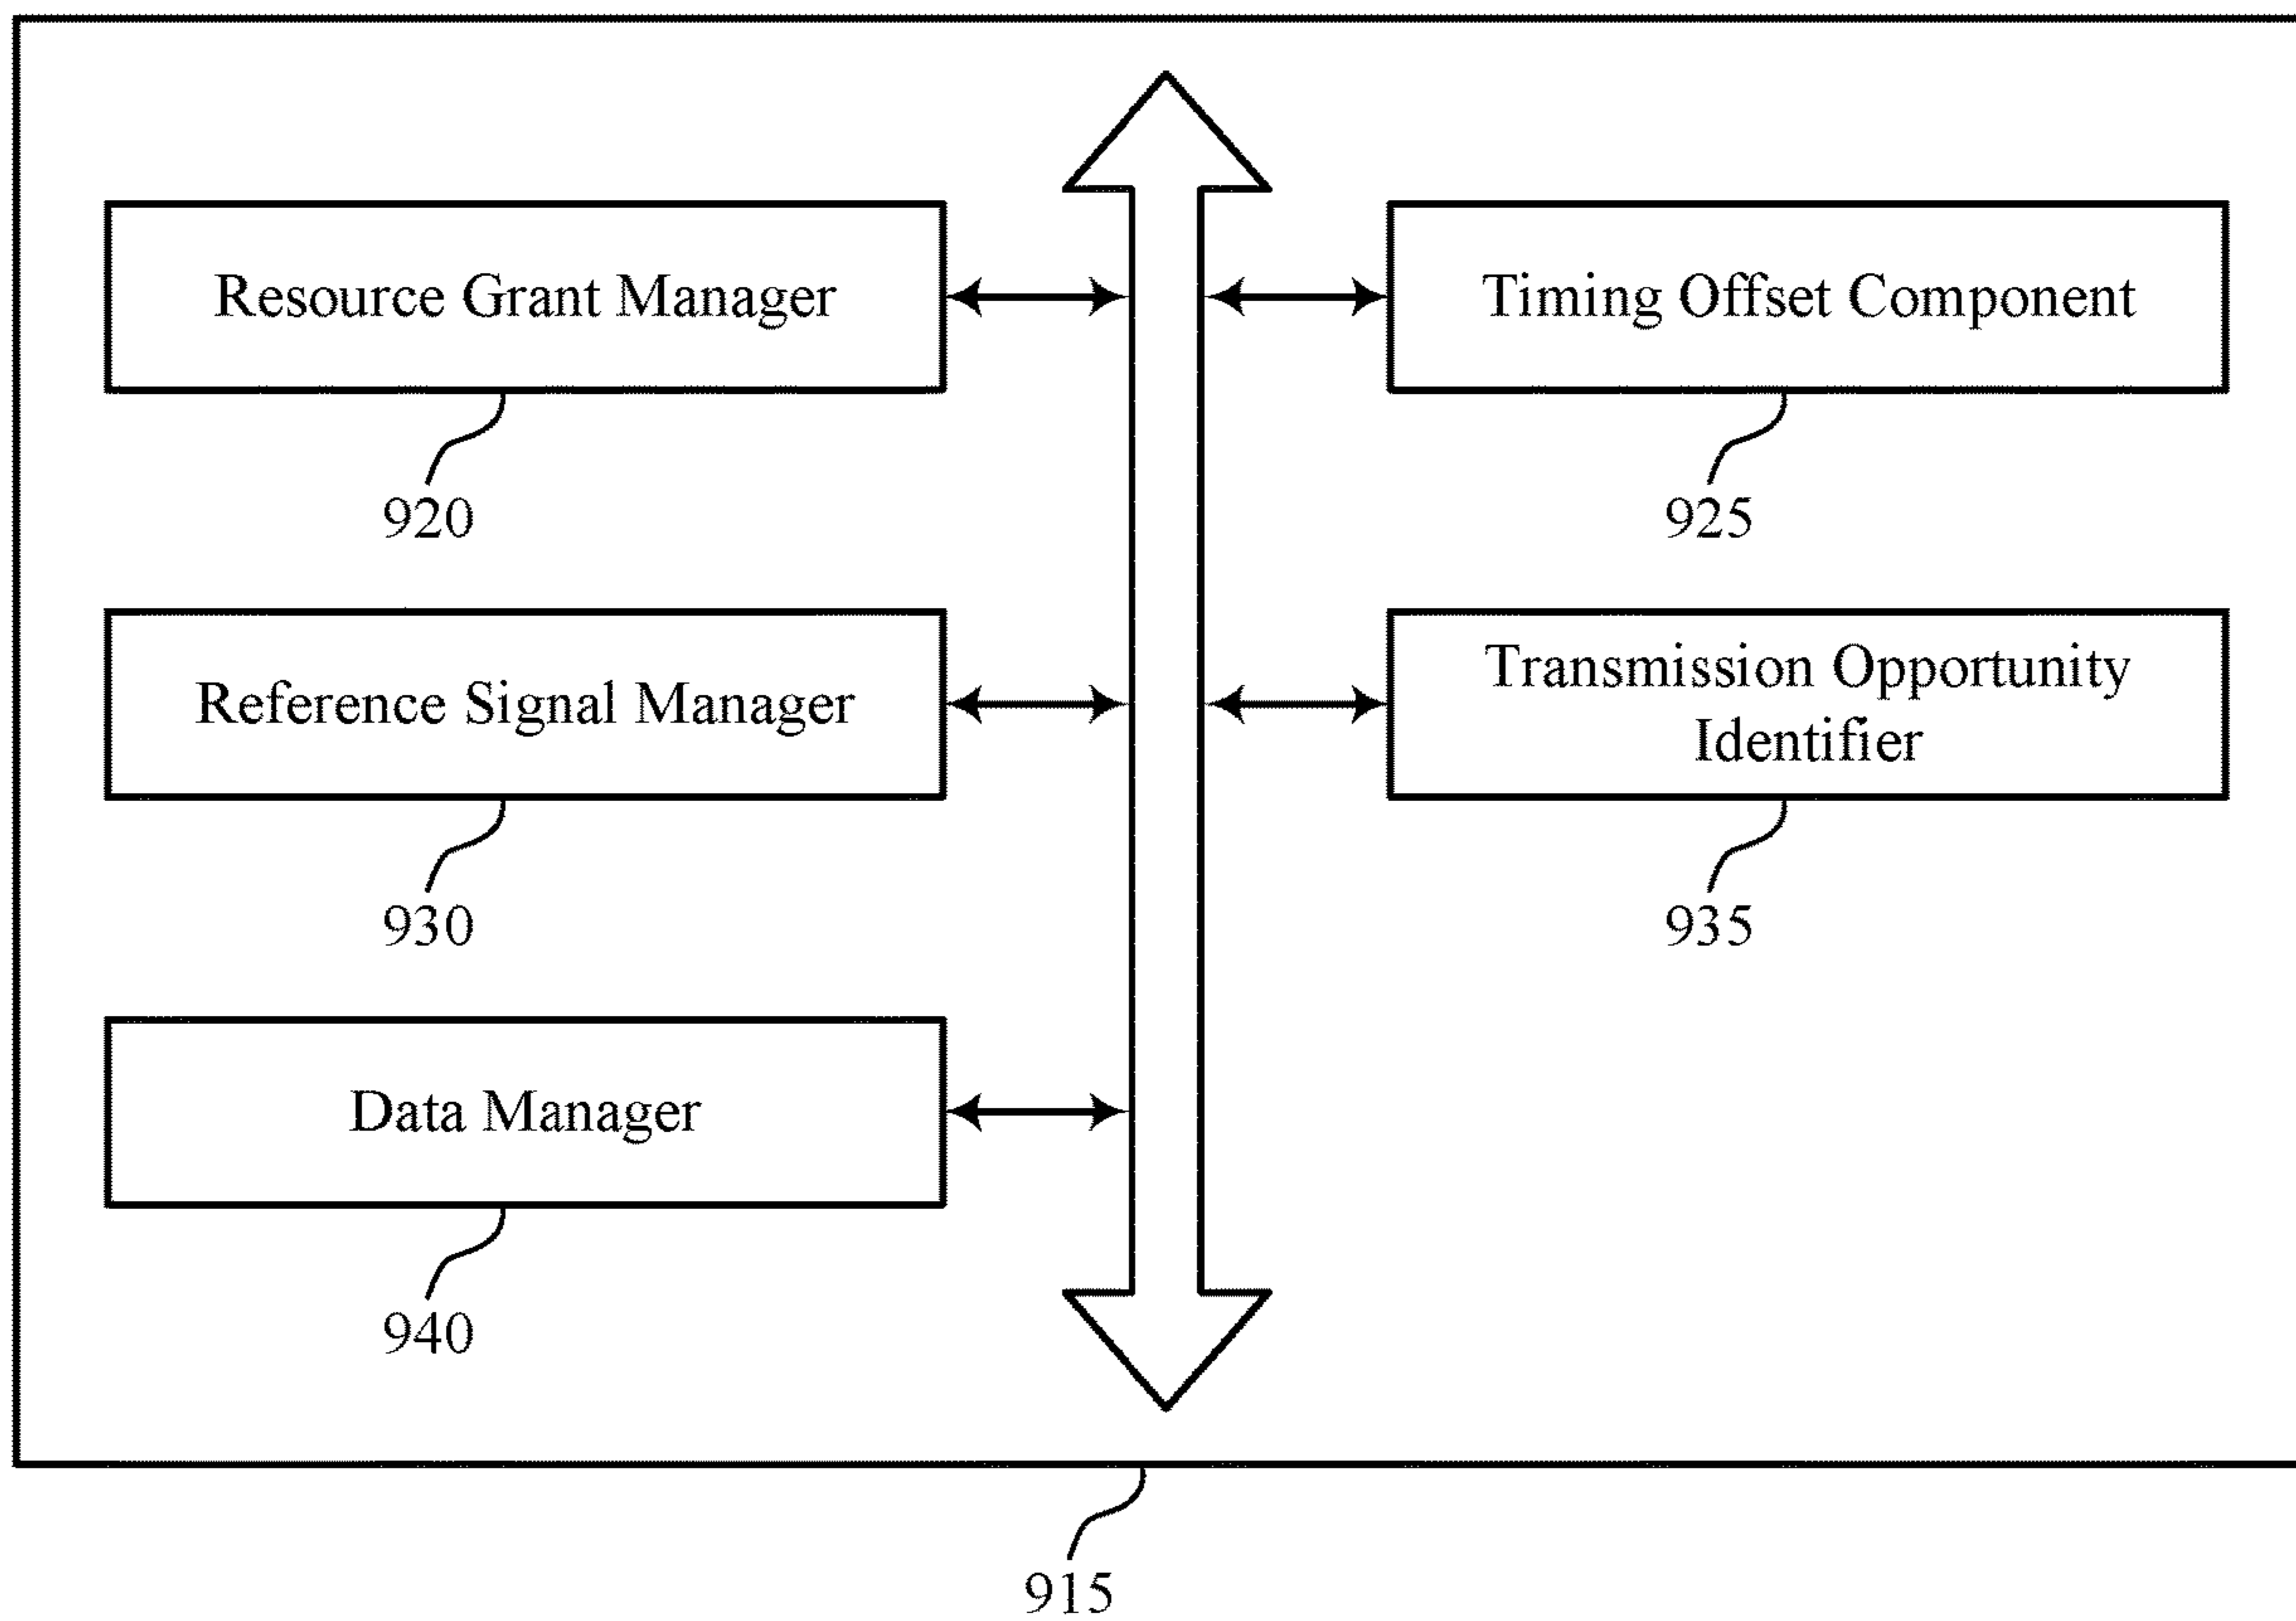 Resource Grant Manager
Timing Offset Component
920
925
Reference Signal Manager
Transmission Opportunity
Identifier
930
935
Data Manager
940
915